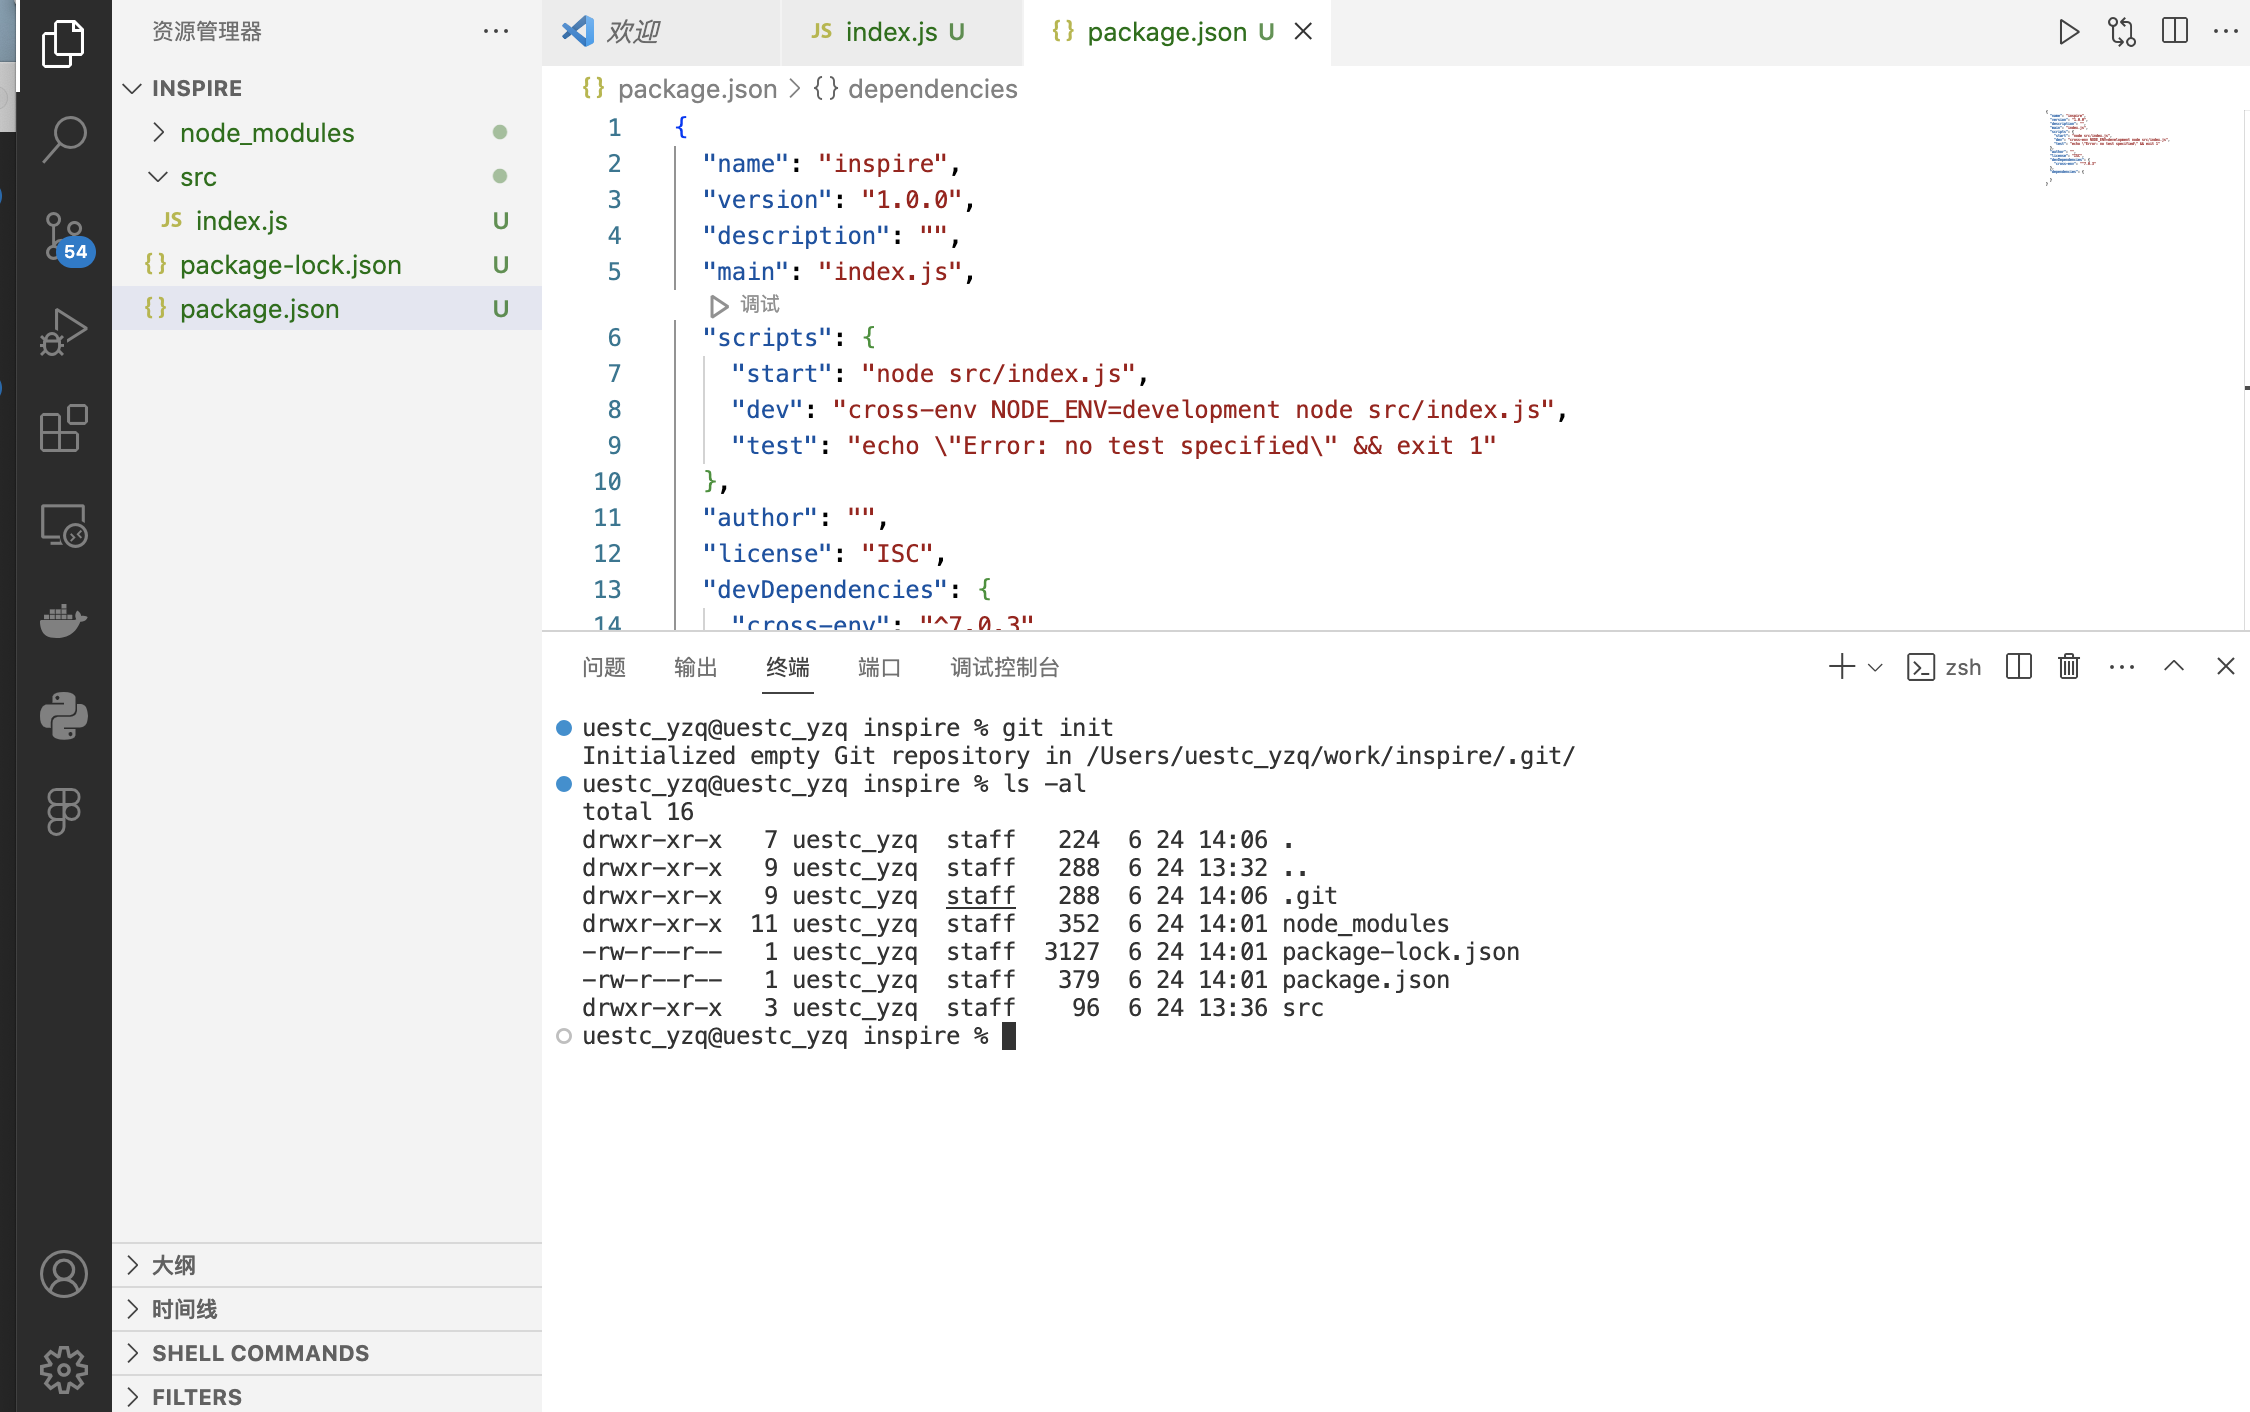 资源管理器
INSPIRE
node_modules
src
JS index.js U
{} package-lock.json U
{} package.json U
54
大纲
时间线
SHELL COMMANDS
FILTERS
欢迎
JS index.js U
{} package.json U
{} package.json > {} dependencies
1 {
2 "name": "inspire",
3 "version": "1.0.0",
4 "description": "",
5 "main": "index.js",
调试
6 "scripts": {
7 "start": "node src/index.js",
8 "dev": "cross-env NODE_ENV=development node src/index.js",
9 "test": "echo \"Error: no test specified\" && exit 1"
10 },
11 "author": "",
12 "license": "ISC",
13 "devDependencies": {
14 "cross-env": "^7.0.3"
问题 输出 终端 端口 调试控制台
zsh
uestc_yzq@uestc_yzq inspire % git init
Initialized empty Git repository in /Users/uestc_yzq/work/inspire/.git/
uestc_yzq@uestc_yzq inspire % ls -al
total 16
drwxr-xr-x 7 uestc_yzq staff 224 6 24 14:06 .
drwxr-xr-x 9 uestc_yzq staff 288 6 24 13:32 ..
drwxr-xr-x 9 uestc_yzq staff 288 6 24 14:06 .git
drwxr-xr-x 11 uestc_yzq staff 352 6 24 14:01 node_modules
-rw-r--r-- 1 uestc_yzq staff 3127 6 24 14:01 package-lock.json
-rw-r--r-- 1 uestc_yzq staff 379 6 24 14:01 package.json
drwxr-xr-x 3 uestc_yzq staff 96 6 24 13:36 src
uestc_yzq@uestc_yzq inspire %